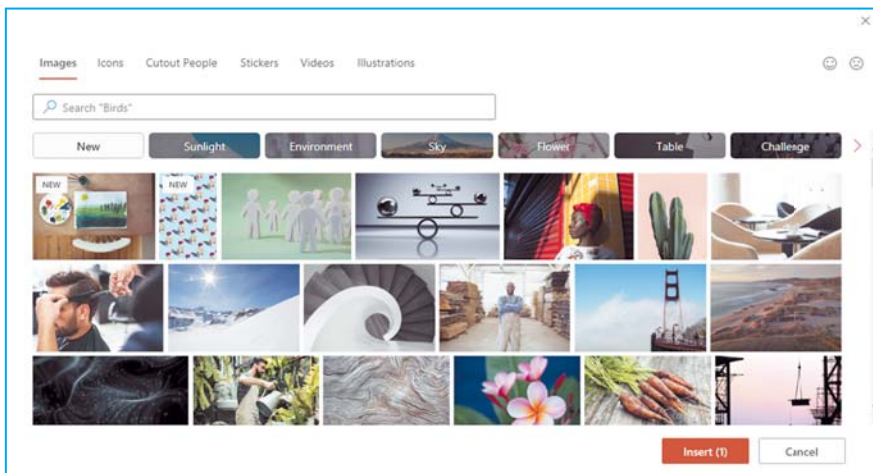 Images Icons Cutout People Stickers Videos Illustrations
Search "Birds"
New Sunlight Environment Sky Flower Table Challenge
NEW NEW
Insert (1) Cancel